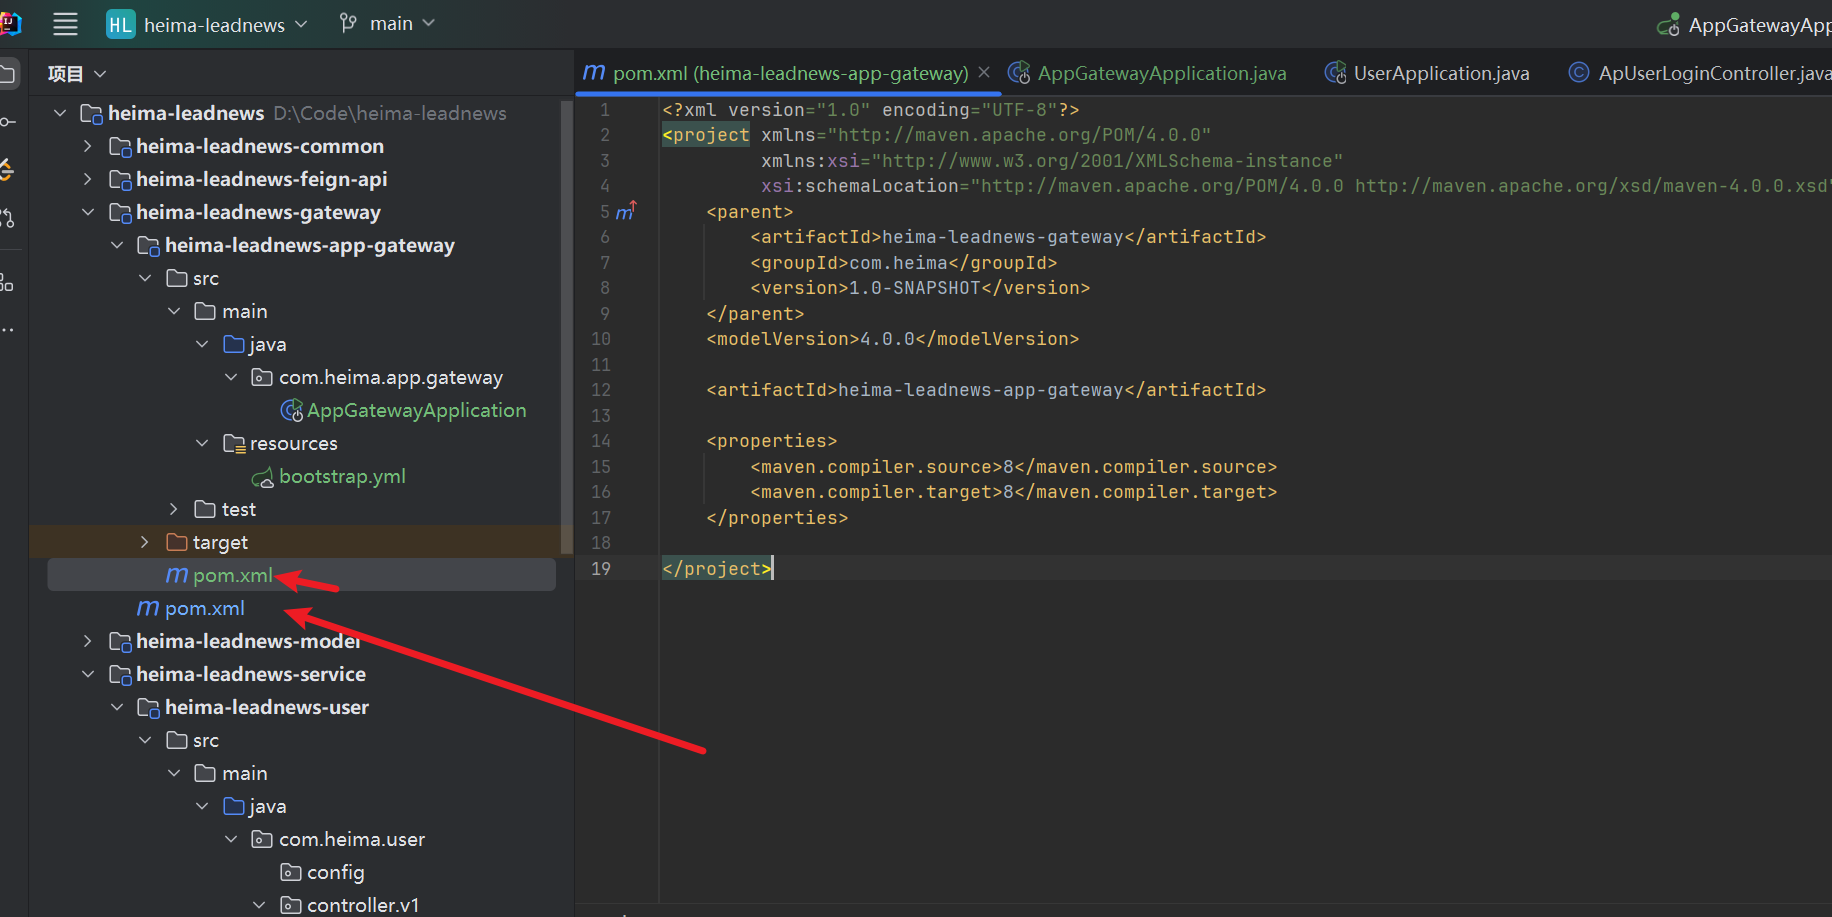 HL heima-leadnews main AppGatewayApp
项目
pom.xml (heima-leadnews-app-gateway) AppGatewayApplication.java UserApplication.java ApUserLoginController.java
heima-leadnews D:\Code\heima-leadnews
heima-leadnews-common
heima-leadnews-feign-api
heima-leadnews-gateway
heima-leadnews-app-gateway
src
main
java
com.heima.app.gateway
AppGatewayApplication
resources
bootstrap.yml
test
target
pom.xml
pom.xml
heima-leadnews-model
heima-leadnews-service
heima-leadnews-user
src
main
java
com.heima.user
config
controller.v1
1 <?xml version="1.0" encoding="UTF-8"?>
2 <project xmlns="http://maven.apache.org/POM/4.0.0"
3 xmlns:xsi="http://www.w3.org/2001/XMLSchema-instance"
4 xsi:schemaLocation="http://maven.apache.org/POM/4.0.0 http://maven.apache.org/xsd/maven-4.0.0.xsd"
5 <parent>
6 <artifactId>heima-leadnews-gateway</artifactId>
7 <groupId>com.heima</groupId>
8 <version>1.0-SNAPSHOT</version>
9 </parent>
10 <modelVersion>4.0.0</modelVersion>
11
12 <artifactId>heima-leadnews-app-gateway</artifactId>
13
14 <properties>
15 <maven.compiler.source>8</maven.compiler.source>
16 <maven.compiler.target>8</maven.compiler.target>
17 </properties>
18
19 </project>